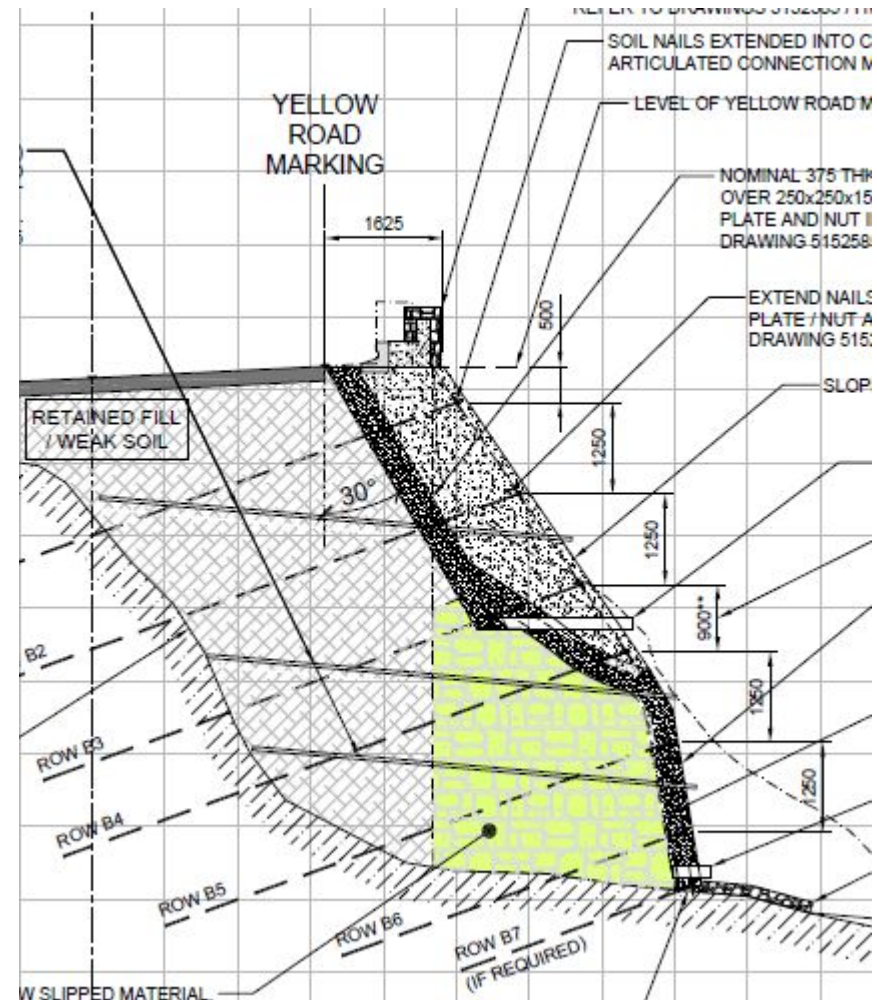 SOIL NAILS EXTENDED INTO C
ARTICULATED CONNECTION M
YELLOW
ROAD
MARKING
LEVEL OF YELLOW ROAD M
NOMINAL 375 THK
OVER 250x250x15
PLATE AND NUT I
DRAWING 515258
1625
500
EXTEND NAILS
PLATE / NUT A
DRAWING 515
SLOP
RETAINED FILL
/ WEAK SOIL
1250
30°
1250
900**
1250
1250
B2
ROW B3
ROW B4
ROW B5
ROW B6
ROW B7
(IF REQUIRED)
W SLIPPED MATERIAL.